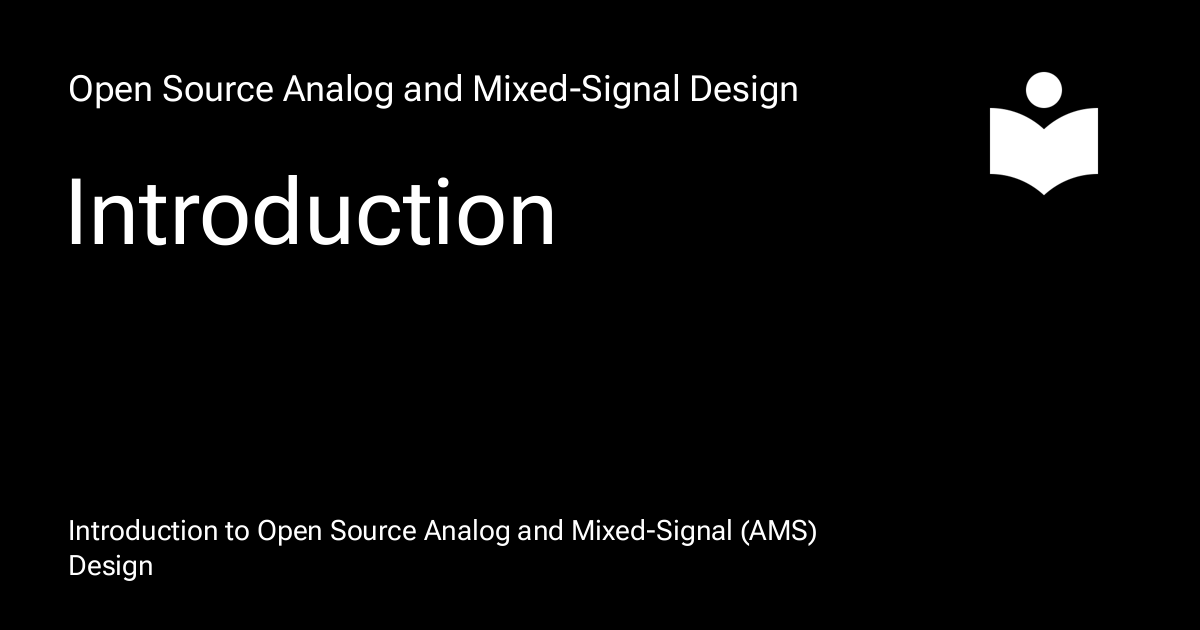 Open Source Analog and Mixed-Signal Design
Introduction
Introduction to Open Source Analog and Mixed-Signal (AMS)
Design